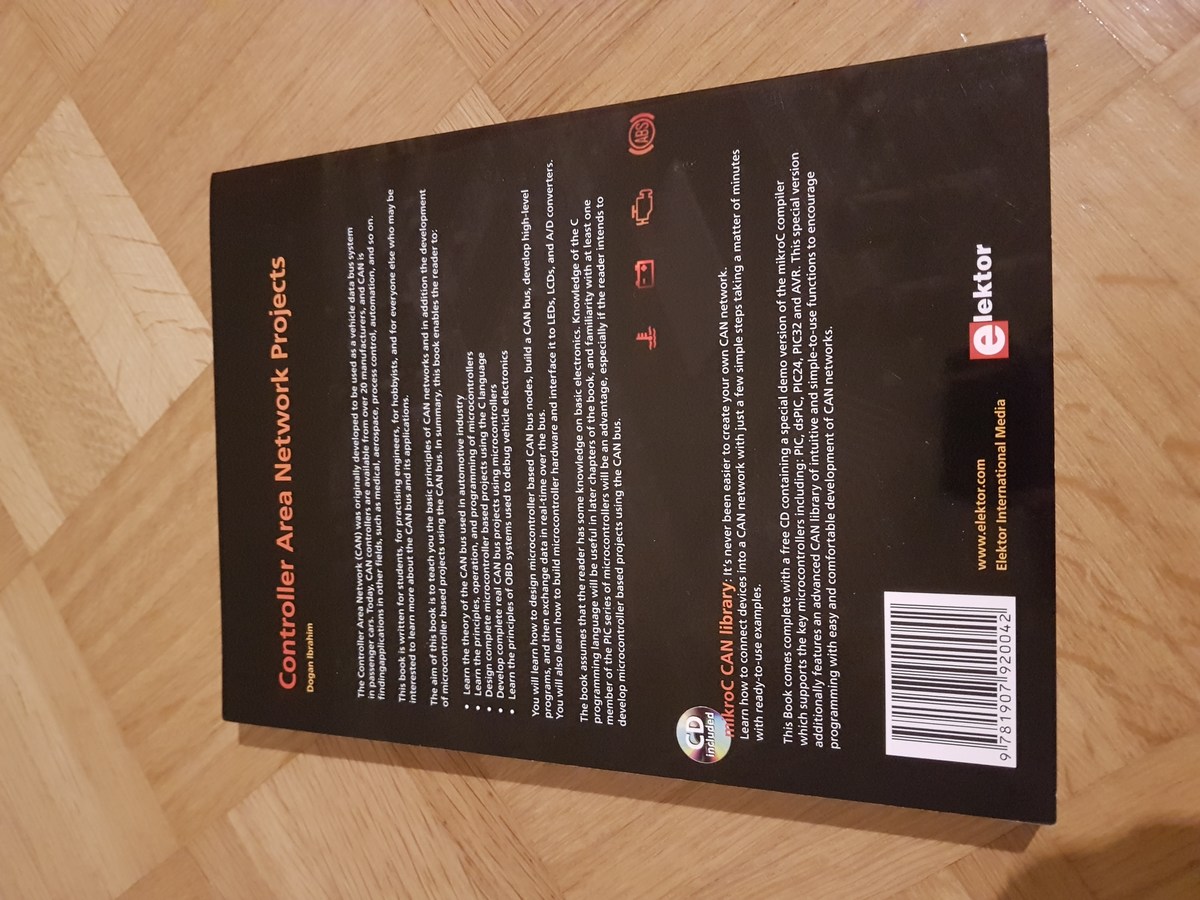 Controller Area Network Projects
Dogan Ibrahim
The Controller Area Network (CAN) was originally developed to be used as a vehicle data bus system
in passenger cars. Today, CAN controllers are available from over 20 manufacturers, and CAN is
findingapplications in other fields, such as medical, aerospace, process control, automation, and so on.
This book is written for students, for practising engineers, for hobbyists, and for everyone else who may be
interested to learn more about the CAN bus and its applications.
The aim of this book is to teach you the basic principles of CAN networks and in addition the development
of microcontroller based projects using the CAN bus. In summary, this book enables the reader to:
• Learn the theory of the CAN bus used in automotive industry
• Learn the principles, operation, and programming of microcontrollers
• Design complete microcontroller based projects using the C language
• Develop complete real CAN bus projects using microcontrollers
• Learn the principles of OBD systems used to debug vehicle electronics
You will learn how to design microcontroller based CAN bus nodes, build a CAN bus, develop high-level
programs, and then exchange data in real-time over the bus.
You will also learn how to build microcontroller hardware and interface it to LEDs, LCDs, and A/D converters.
The book assumes that the reader has some knowledge on basic electronics. Knowledge of the C
programming language will be useful in later chapters of the book, and familiarity with at least one
member of the PIC series of microcontrollers will be an advantage, especially if the reader intends to
develop microcontroller based projects using the CAN bus.
ABS
CD
included
mikroC CAN library: it's never been easier to create your own CAN network.
Learn how to connect devices into a CAN network with just a few simple steps taking a matter of minutes
with ready-to-use examples.
This Book comes complete with a free CD containing a special demo version of the mikroC compiler
which supports the key microcontrollers including: PIC, dsPIC, PIC24, PIC32 and AVR. This special version
additionally features an advanced CAN library of intuitive and simple-to-use functions to encourage
programming with easy and comfortable development of CAN networks.
9 781907 920042
www.elektor.com
Elektor International Media
elektor